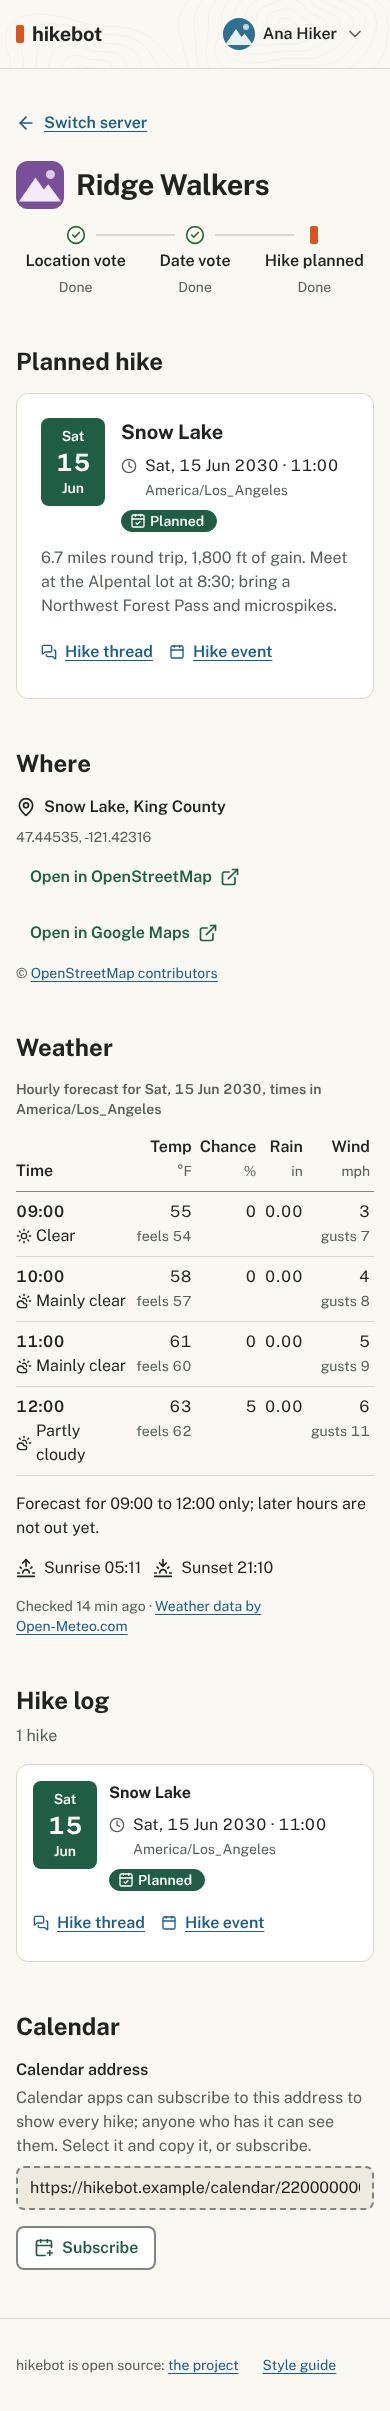 hikebot
Ana Hiker
Switch server
Ridge Walkers
Location vote
Date vote
Hike planned
Done
Done
Done
Planned hike
Sat
15
Jun
Snow Lake
Sat, 15 Jun 2030 · 11:00
America/Los_Angeles
Planned
6.7 miles round trip, 1,800 ft of gain. Meet
at the Alpental lot at 8:30; bring a
Northwest Forest Pass and microspikes.
Hike thread
Hike event
Where
Snow Lake, King County
47.44535, -121.42316
Open in OpenStreetMap
Open in Google Maps
© OpenStreetMap contributors
Weather
Hourly forecast for Sat, 15 Jun 2030, times in
America/Los_Angeles
Temp Chance Rain Wind
Time °F % in mph
09:00 55 0 0.00 3
Clear feels 54 gusts 7
10:00 58 0 0.00 4
Mainly clear feels 57 gusts 8
11:00 61 0 0.00 5
Mainly clear feels 60 gusts 9
12:00 63 5 0.00 6
Partly feels 62 gusts 11
cloudy
Forecast for 09:00 to 12:00 only; later hours are
not out yet.
Sunrise 05:11 Sunset 21:10
Checked 14 min ago · Weather data by
Open-Meteo.com
Hike log
1 hike
Sat
15
Jun
Snow Lake
Sat, 15 Jun 2030 · 11:00
America/Los_Angeles
Planned
Hike thread
Hike event
Calendar
Calendar address
Calendar apps can subscribe to this address to
show every hike; anyone who has it can see
them. Select it and copy it, or subscribe.
https://hikebot.example/calendar/220000000
Subscribe
hikebot is open source: the project
Style guide